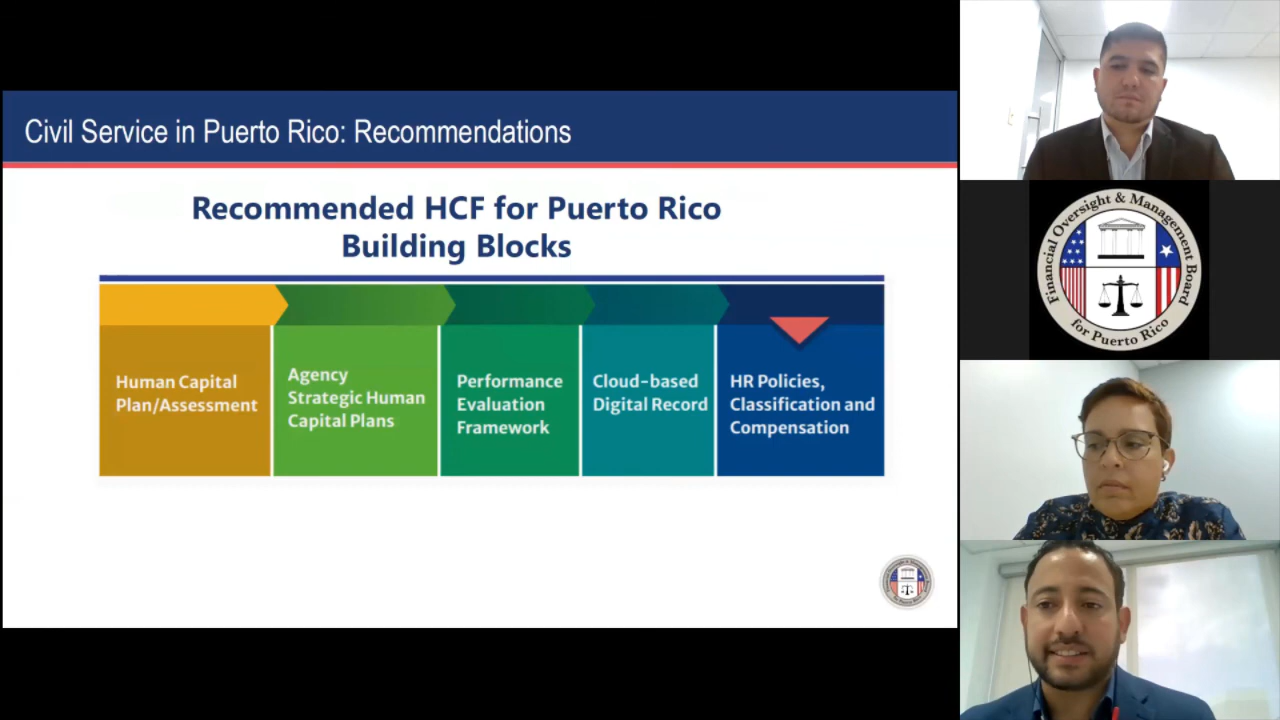 Civil Service in Puerto Rico: Recommendations
Recommended HCF for Puerto Rico
Building Blocks
Human Capital
Plan/Assessment
Agency
Strategic Human
Capital Plans
Performance
Evaluation
Framework
Cloud-based
Digital Record
HR Policies,
Classification and
Compensation
Financial Oversight & Management Board
for Puerto Rico